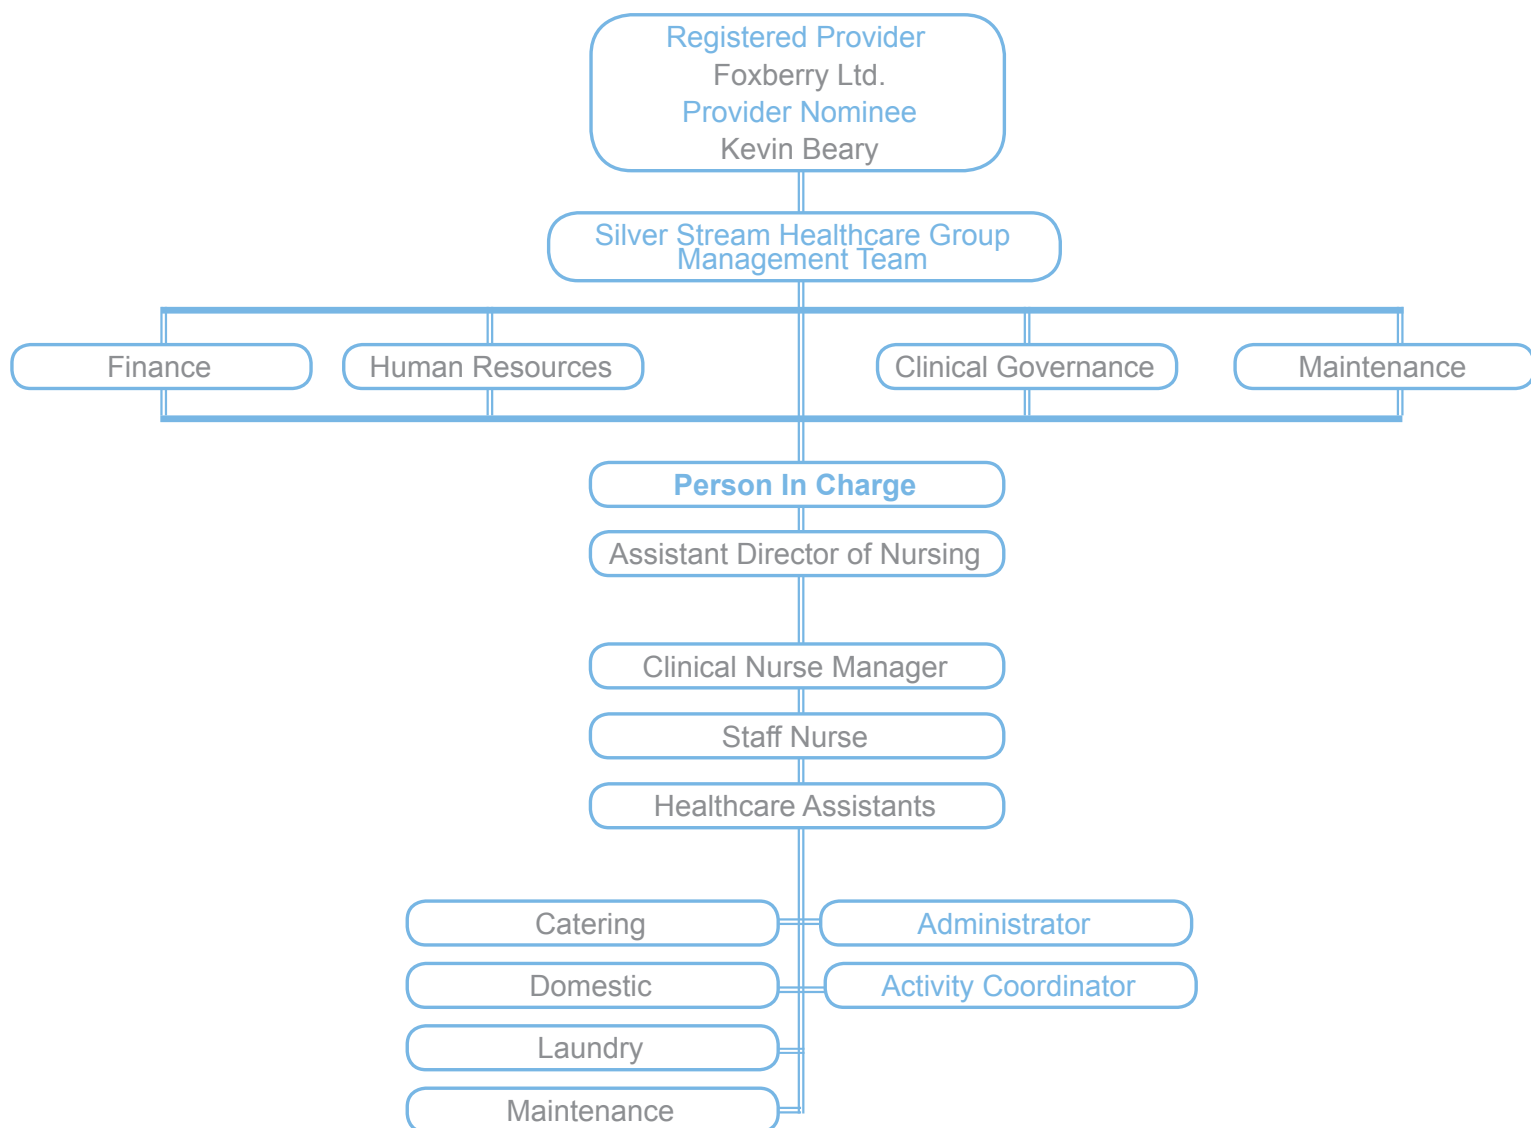 Registered Provider
Foxberry Ltd.
Provider Nominee
Kevin Beary
Silver Stream Healthcare Group
Management Team
Finance
Human Resources
Clinical Governance
Maintenance
Person In Charge
Assistant Director of Nursing
Clinical Nurse Manager
Staff Nurse
Healthcare Assistants
Catering
Administrator
Domestic
Activity Coordinator
Laundry
Maintenance